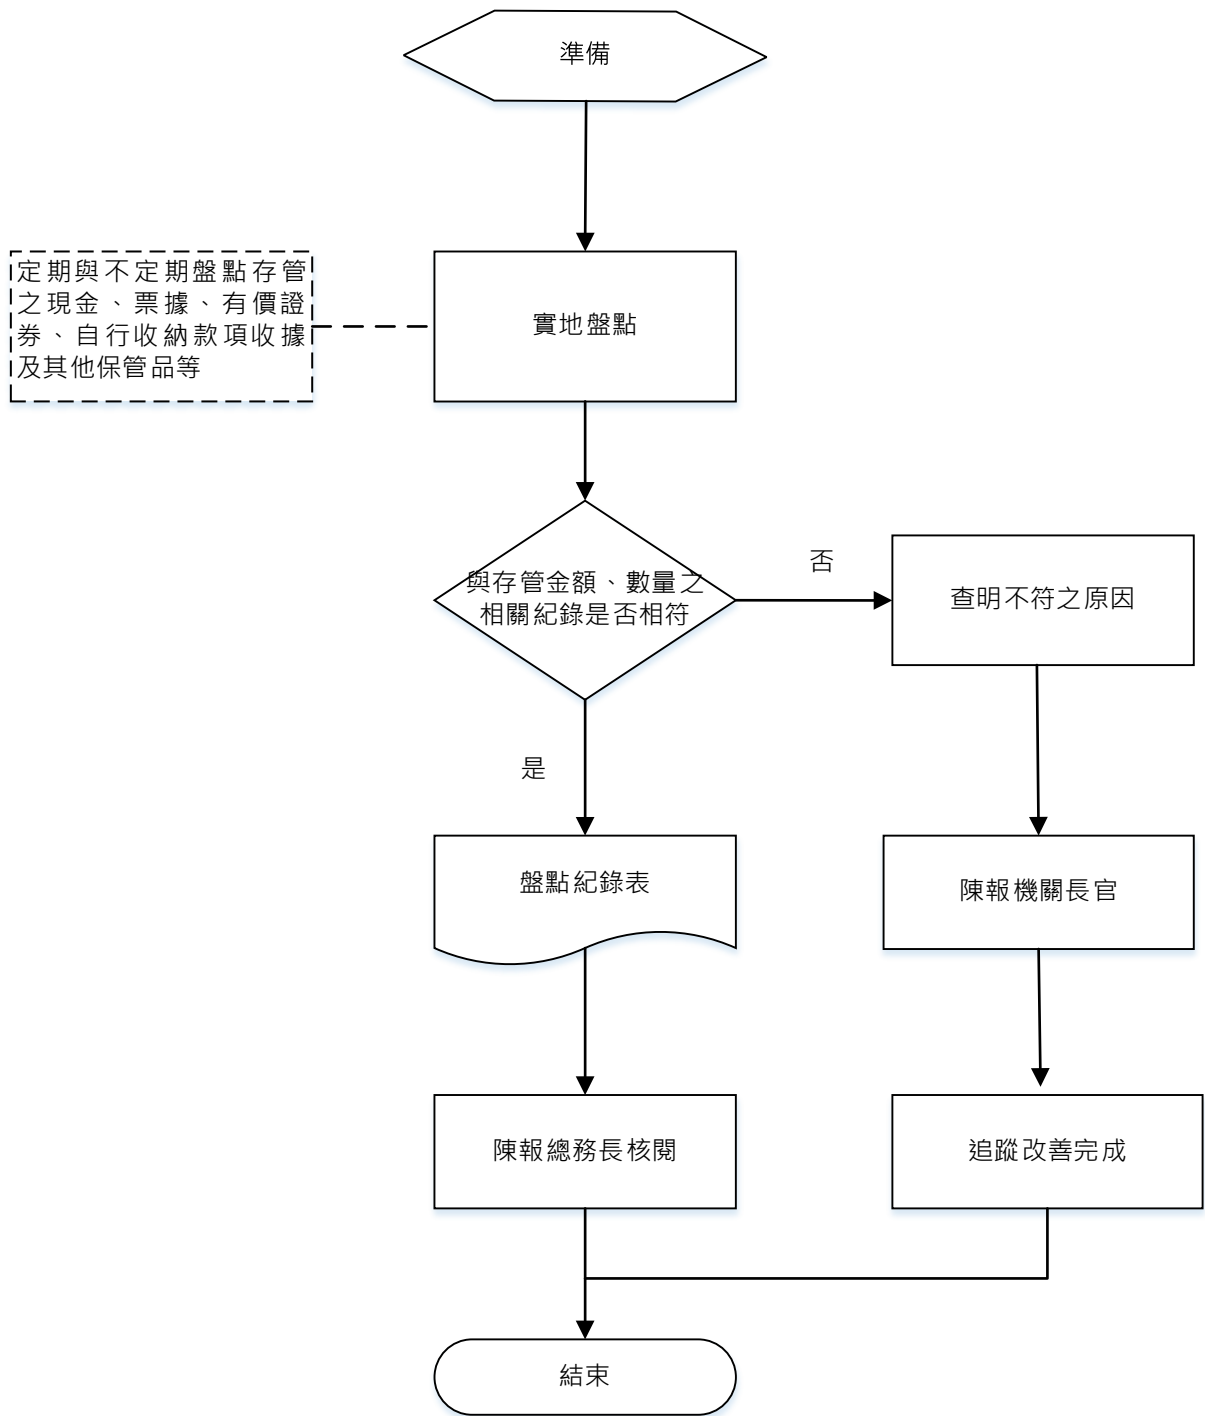 準備
定期與不定期盤點存管
之現金、票據、有價證
券、自行收納款項收據
及其他保管品等
實地盤點
與存管金額、數量之
相關紀錄是否相符
否
查明不符之原因
是
盤點紀錄表
陳報機關長官
陳報總務長核閱
追蹤改善完成
結束